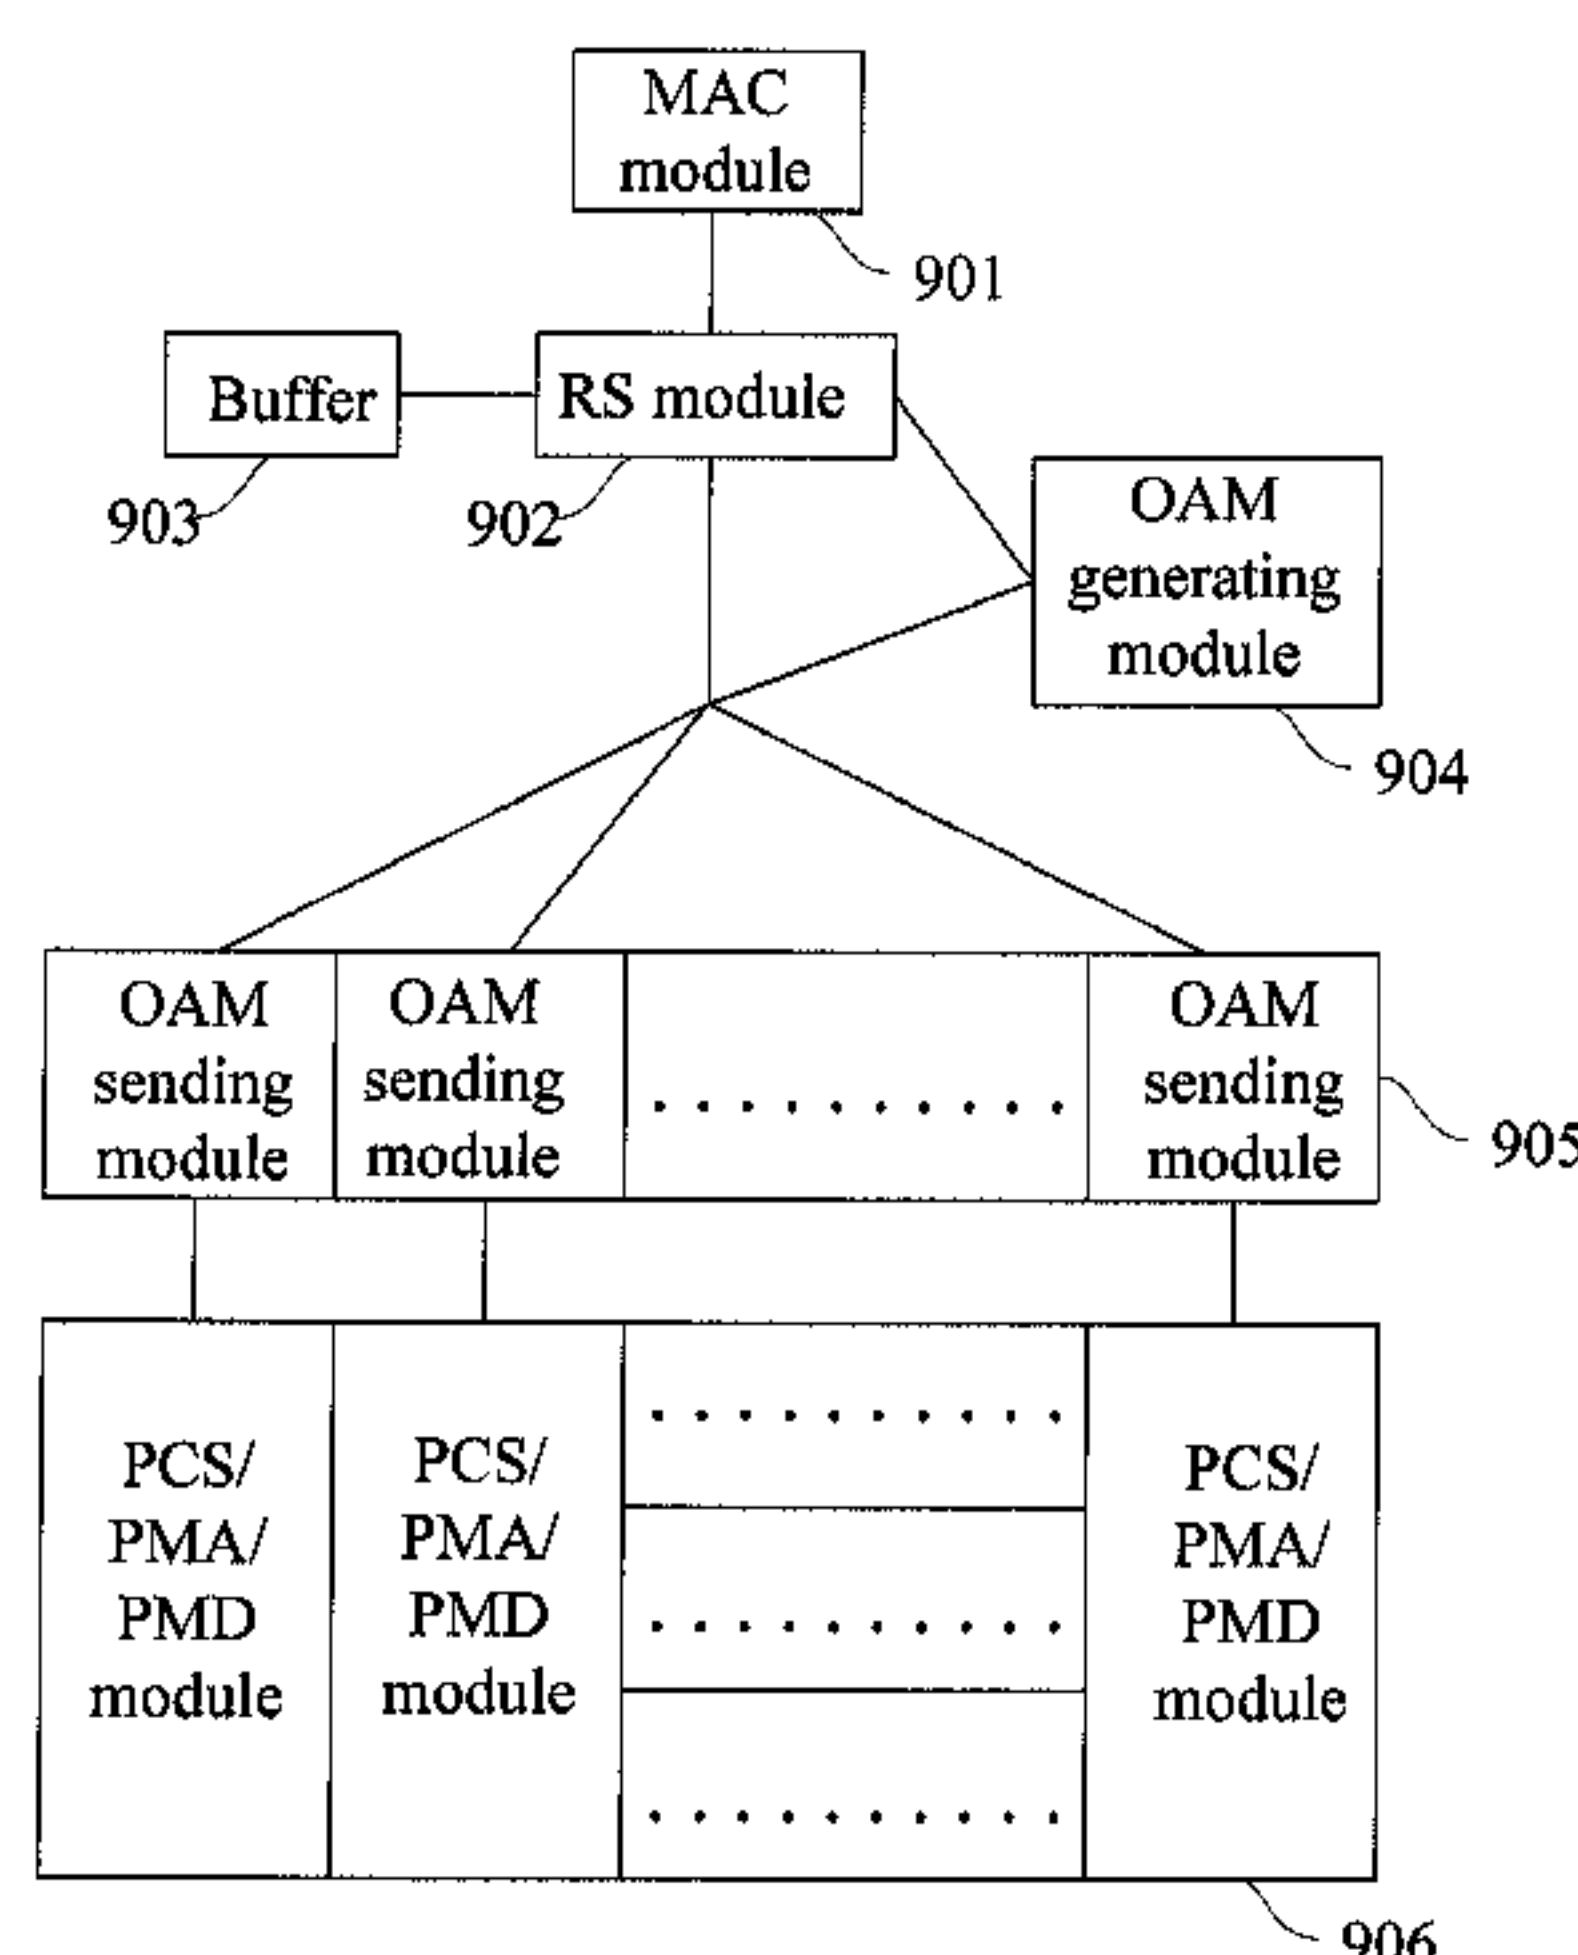 MAC
module
901
Buffer
RS module
903
902
OAM
generating
module
904
OAM
sending
module
OAM
sending
module
..........
OAM
sending
module
905
PCS/
PMA/
PMD
module
PCS/
PMA/
PMD
module
..........
..........
..........
PCS/
PMA/
PMD
module
906